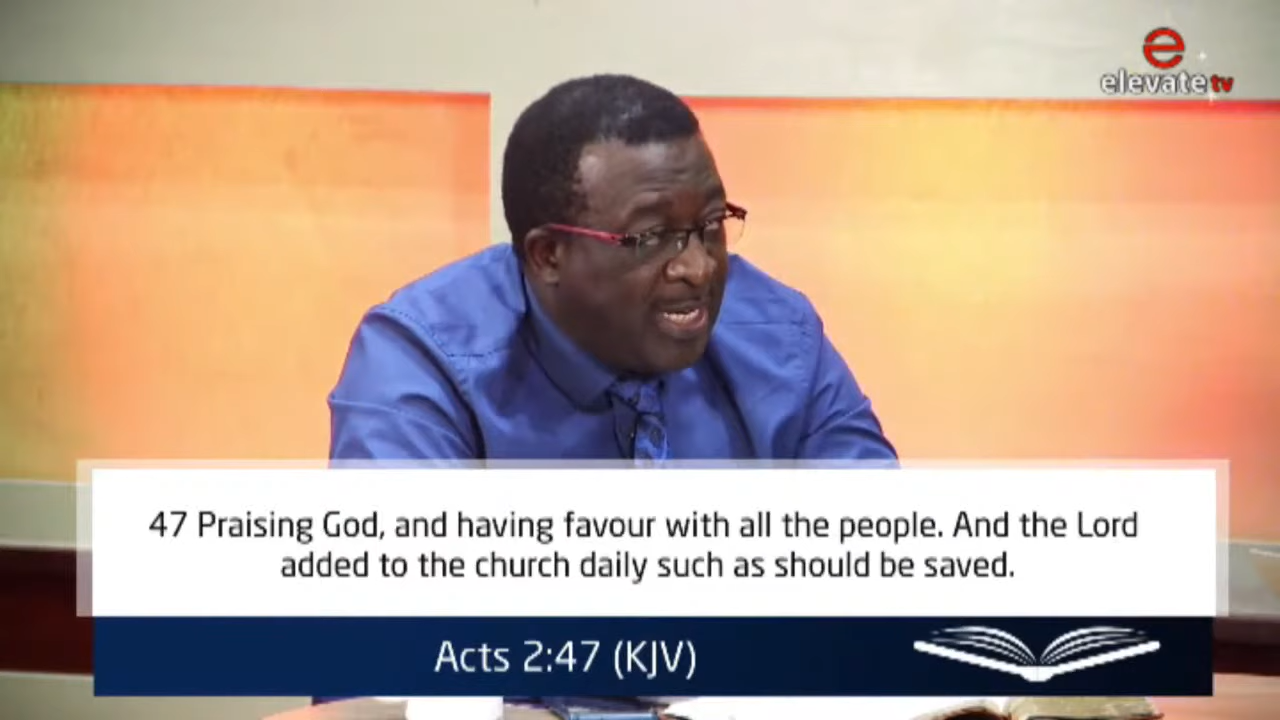 e
elevate tv
47 Praising God, and having favour with all the people. And the Lord
added to the church daily such as should be saved.
Acts 2:47 (KJV)